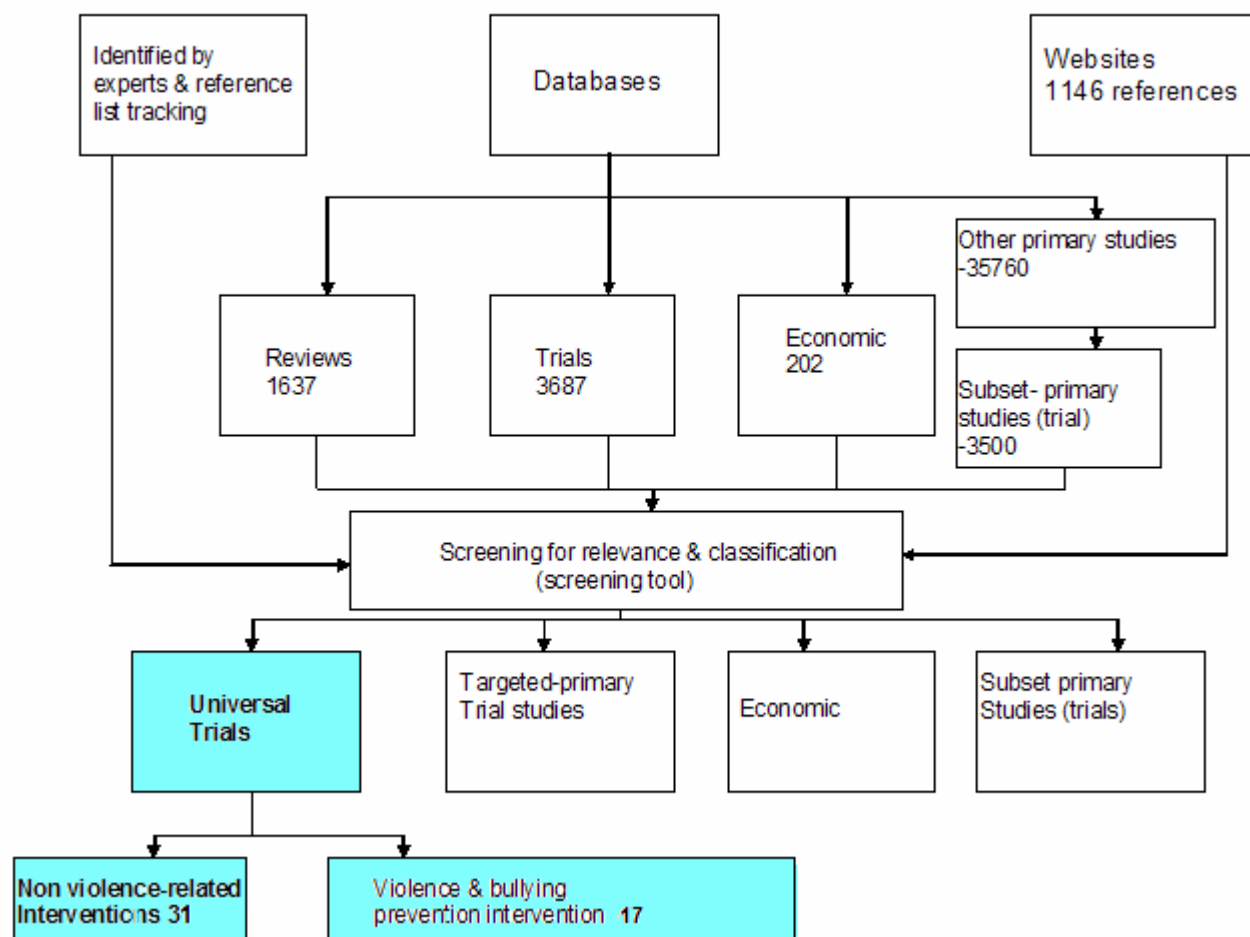 Identified by
experts & reference
list tracking
Databases
Websites
1146 references
Other primary studies
-35760
Reviews
1637
Trials
3687
Economic
202
Subset- primary
studies (trial)
-3500
Screening for relevance & classification
(screening tool)
Universal
Trials
Targeted-primary
Trial studies
Economic
Subset primary
Studies (trials)
Non violence-related
Interventions 31
Violence & bullying
prevention intervention 17